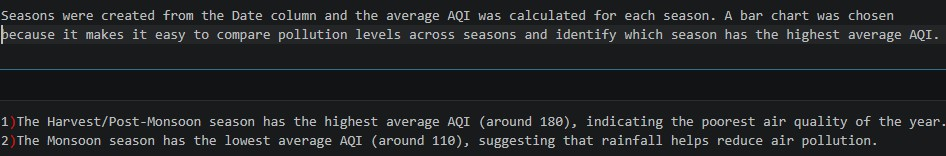 Seasons were created from the Date column and the average AQI was calculated for each season. A bar chart was chosen
because it makes it easy to compare pollution levels across seasons and identify which season has the highest average AQI.
1)The Harvest/Post-Monsoon season has the highest average AQI (around 180), indicating the poorest air quality of the year.
2)The Monsoon season has the lowest average AQI (around 110), suggesting that rainfall helps reduce air pollution.